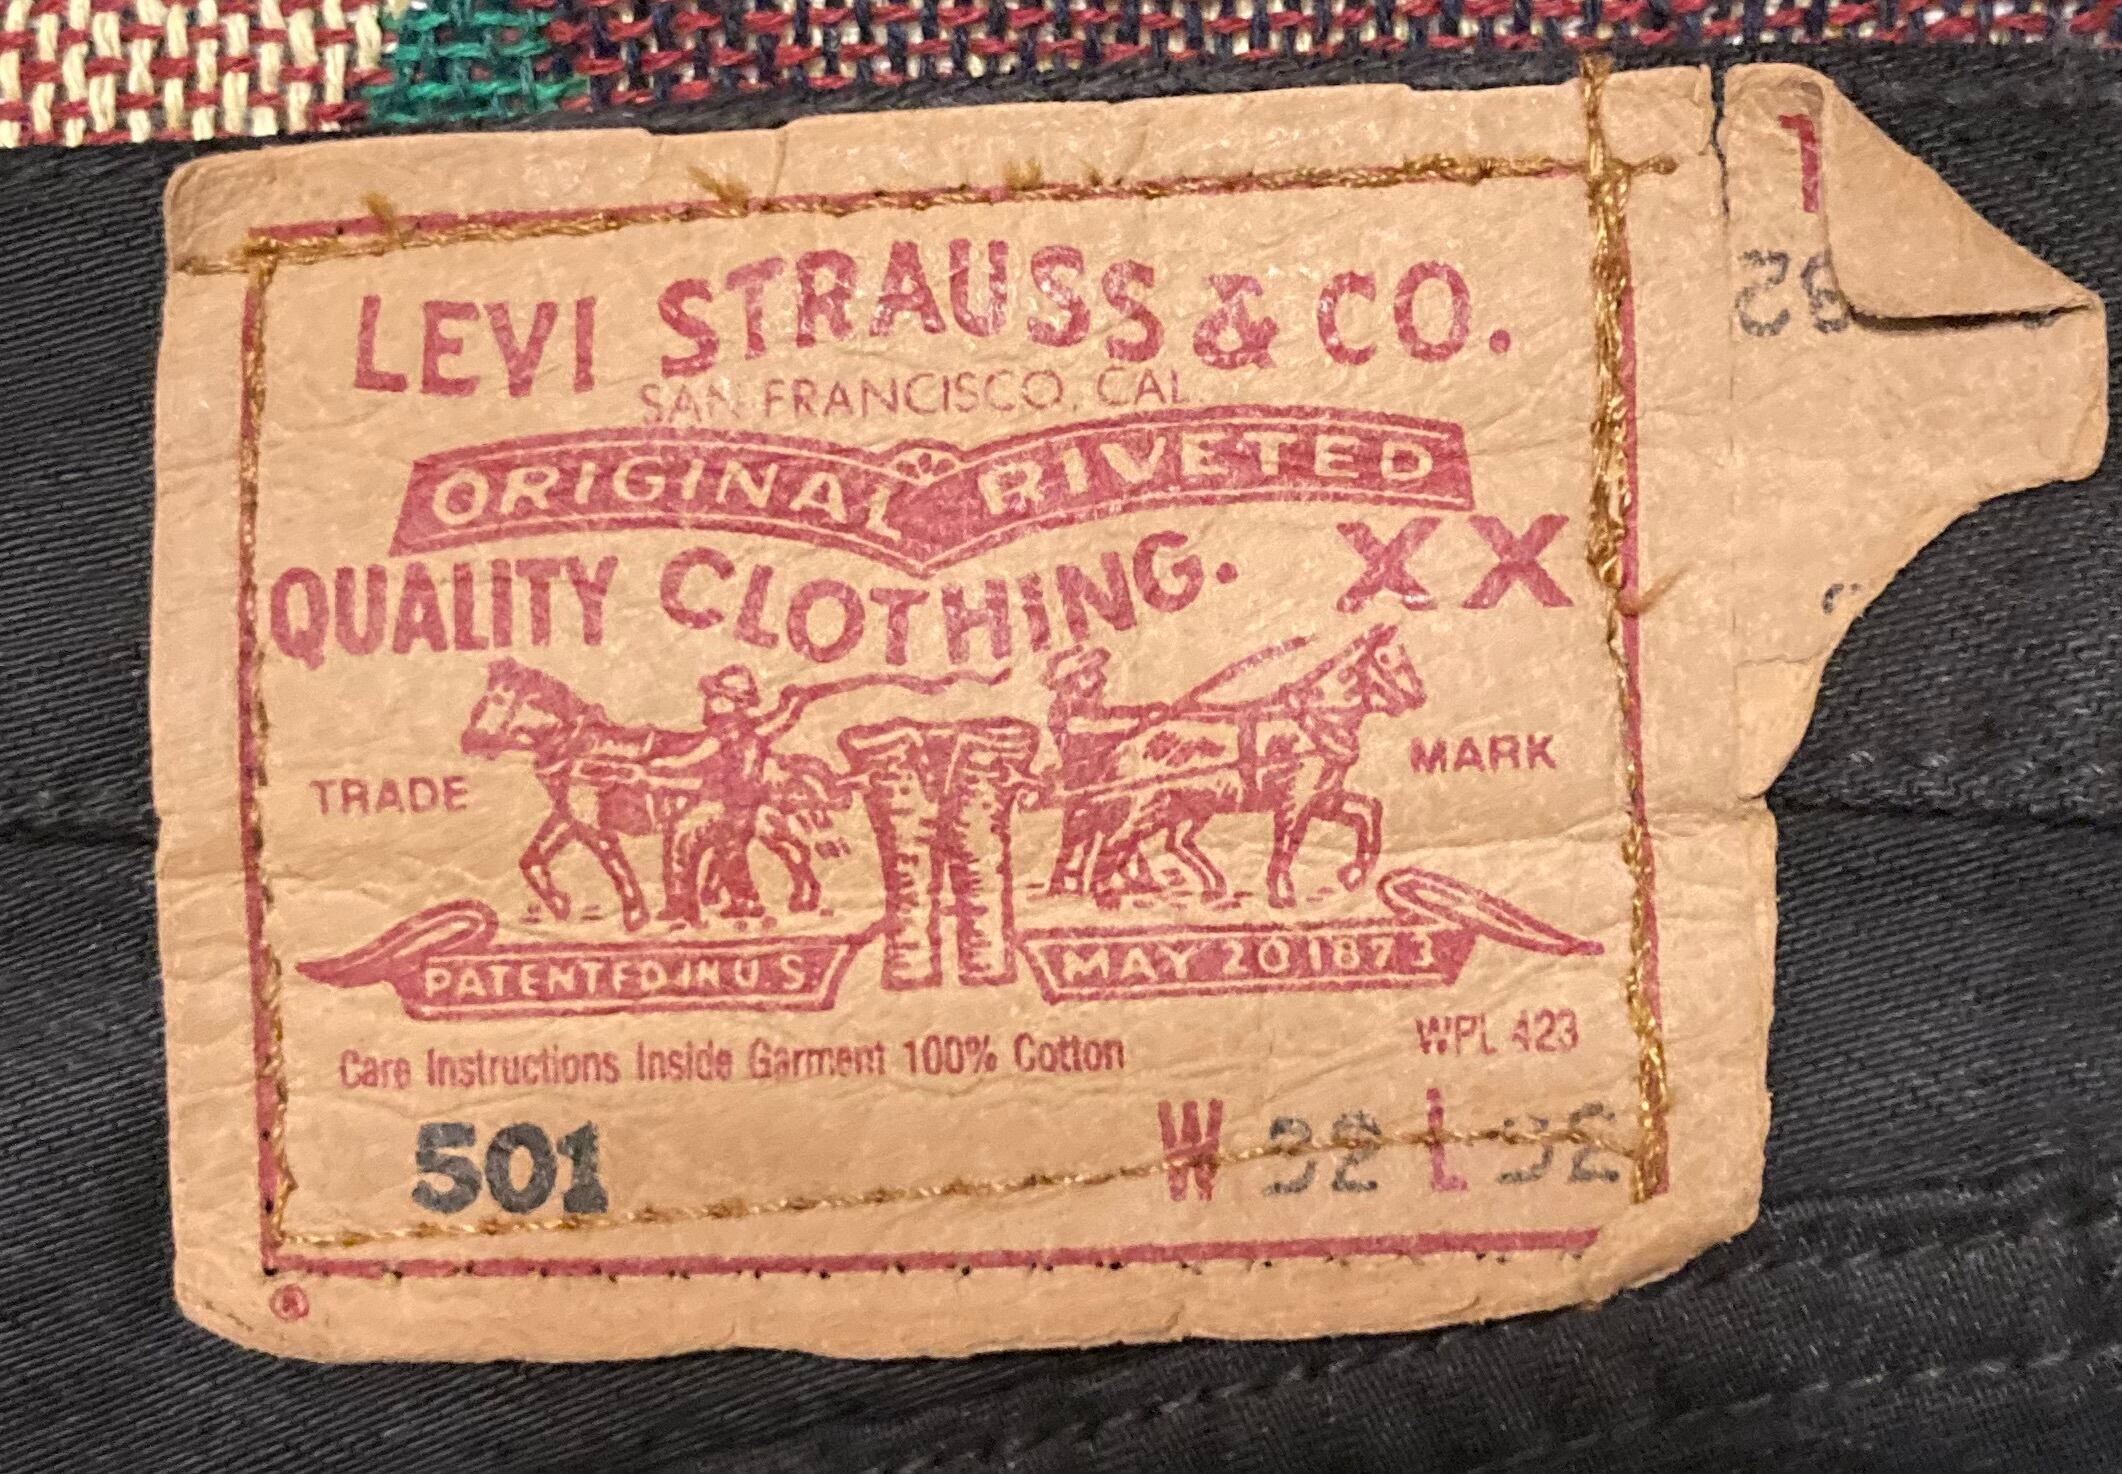 LEVI STRAUSS & CO.
SAN FRANCISCO, CAL.
ORIGINAL RIVETED
QUALITY CLOTHING. XX
TRADE MARK
PATENTED IN U.S. MAY 20 1873
WPL 423
Care Instructions Inside Garment 100% Cotton
501 W 32 L 32
®